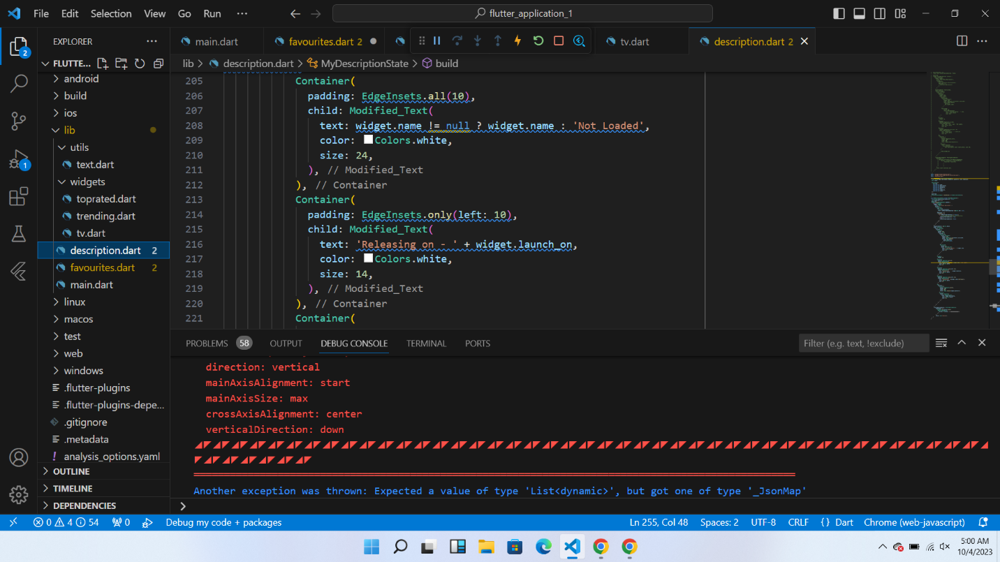 File Edit Selection View Go Run ··· flutter_application_1
EXPLORER ···
main.dart favourites.dart 2 tv.dart description.dart 2
FLUTTE...
lib > description.dart > MyDescriptionState > build
android
build
ios
lib
utils
text.dart
widgets
toprated.dart
trending.dart
tv.dart
description.dart 2
favourites.dart 2
main.dart
linux
macos
test
web
windows
.flutter-plugins
.flutter-plugins-depe...
.gitignore
.metadata
analysis_options.yaml
OUTLINE
TIMELINE
DEPENDENCIES
2
1
205 Container(
206 padding: EdgeInsets.all(10),
207 child: Modified_Text(
208 text: widget.name != null ? widget.name : 'Not Loaded',
209 color: Colors.white,
210 size: 24,
211 ), // Modified_Text
212 ), // Container
213 Container(
214 padding: EdgeInsets.only(left: 10),
215 child: Modified_Text(
216 text: 'Releasing on - ' + widget.launch_on,
217 color: Colors.white,
218 size: 14,
219 ), // Modified_Text
220 ), // Container
221 Container(
PROBLEMS 58 OUTPUT DEBUG CONSOLE TERMINAL PORTS Filter (e.g. text, !exclude)
direction: vertical
mainAxisAlignment: start
mainAxisSize: max
crossAxisAlignment: center
verticalDirection: down
Another exception was thrown: Expected a value of type 'List<dynamic>', but got one of type '_JsonMap'
0 4 54 0 Debug my code + packages Ln 255, Col 48 Spaces: 2 UTF-8 CRLF {} Dart Chrome (web-javascript)
5:00 AM
10/4/2023